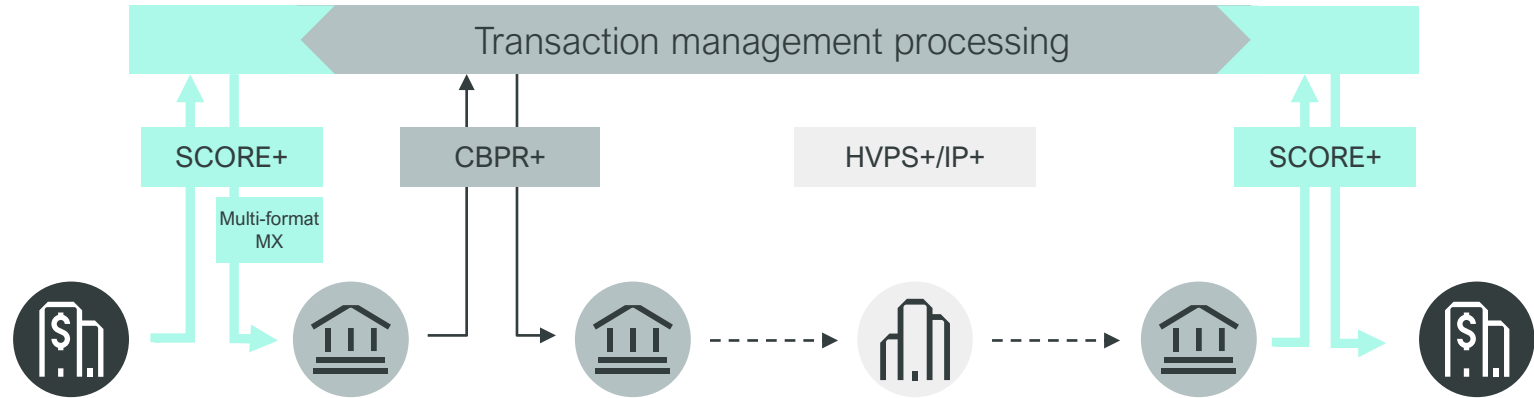 Transaction management processing
SCORE+
CBPR+
HVPS+/IP+
SCORE+
Multi-format
MX
$
$